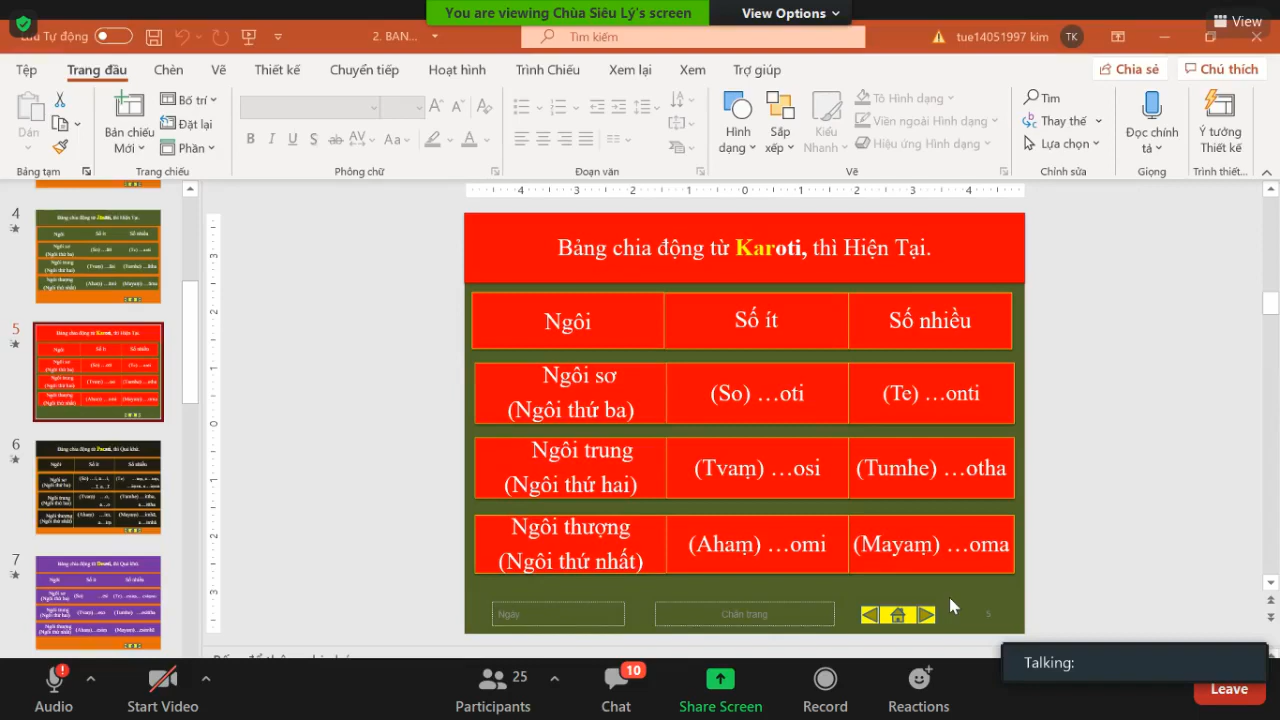 You are viewing Chùa Siêu Lý's screen
View Options
View
Lưu Tự động
2. BAN...
Tìm kiếm
tue14051997 kim
TK
Tệp
Trang đầu
Chèn
Vẽ
Thiết kế
Chuyển tiếp
Hoạt hình
Trình Chiếu
Xem lại
Xem
Trợ giúp
Chia sẻ
Chú thích
Dán
Bản chiếu
Mới
Bố trí
Đặt lại
Phần
Hình
dạng
Sắp
xếp
Kiểu
Nhanh
Tô Hình dạng
Viền ngoài Hình dạng
Hiệu ứng Hình dạng
Tìm
Thay thế
Lựa chọn
Đọc chính
tả
Ý tưởng
Thiết kế
Bảng tạm
Trang chiếu
Phông chữ
Đoạn văn
Vẽ
Chỉnh sửa
Giọng
Trình thiết...
4
5
6
7
Bảng chia động từ Karoti, thì Hiện Tại.
Ngôi
Số ít
Số nhiều
Ngôi sơ
(Ngôi thứ ba)
(So) …oti
(Te) …onti
Ngôi trung
(Ngôi thứ hai)
(Tvaṃ) …osi
(Tumhe) …otha
Ngôi thượng
(Ngôi thứ nhất)
(Ahaṃ) …omi
(Mayaṃ) …oma
Ngày
Chân trang
5
Talking:
Audio
Start Video
Participants
25
Chat
10
Share Screen
Record
Reactions
Leave